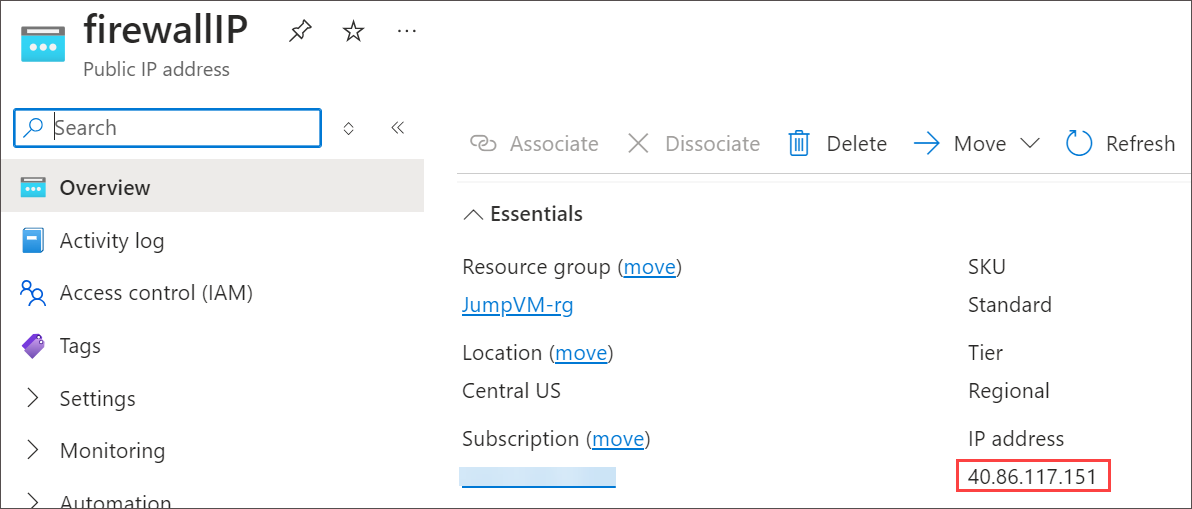 firewallIP
Public IP address
Search
Overview
Activity log
Access control (IAM)
Tags
Settings
Monitoring
Automation
Associate Dissociate Delete Move Refresh
Essentials
Resource group (move)
JumpVM-rg
Location (move)
Central US
Subscription (move)
SKU
Standard
Tier
Regional
IP address
40.86.117.151